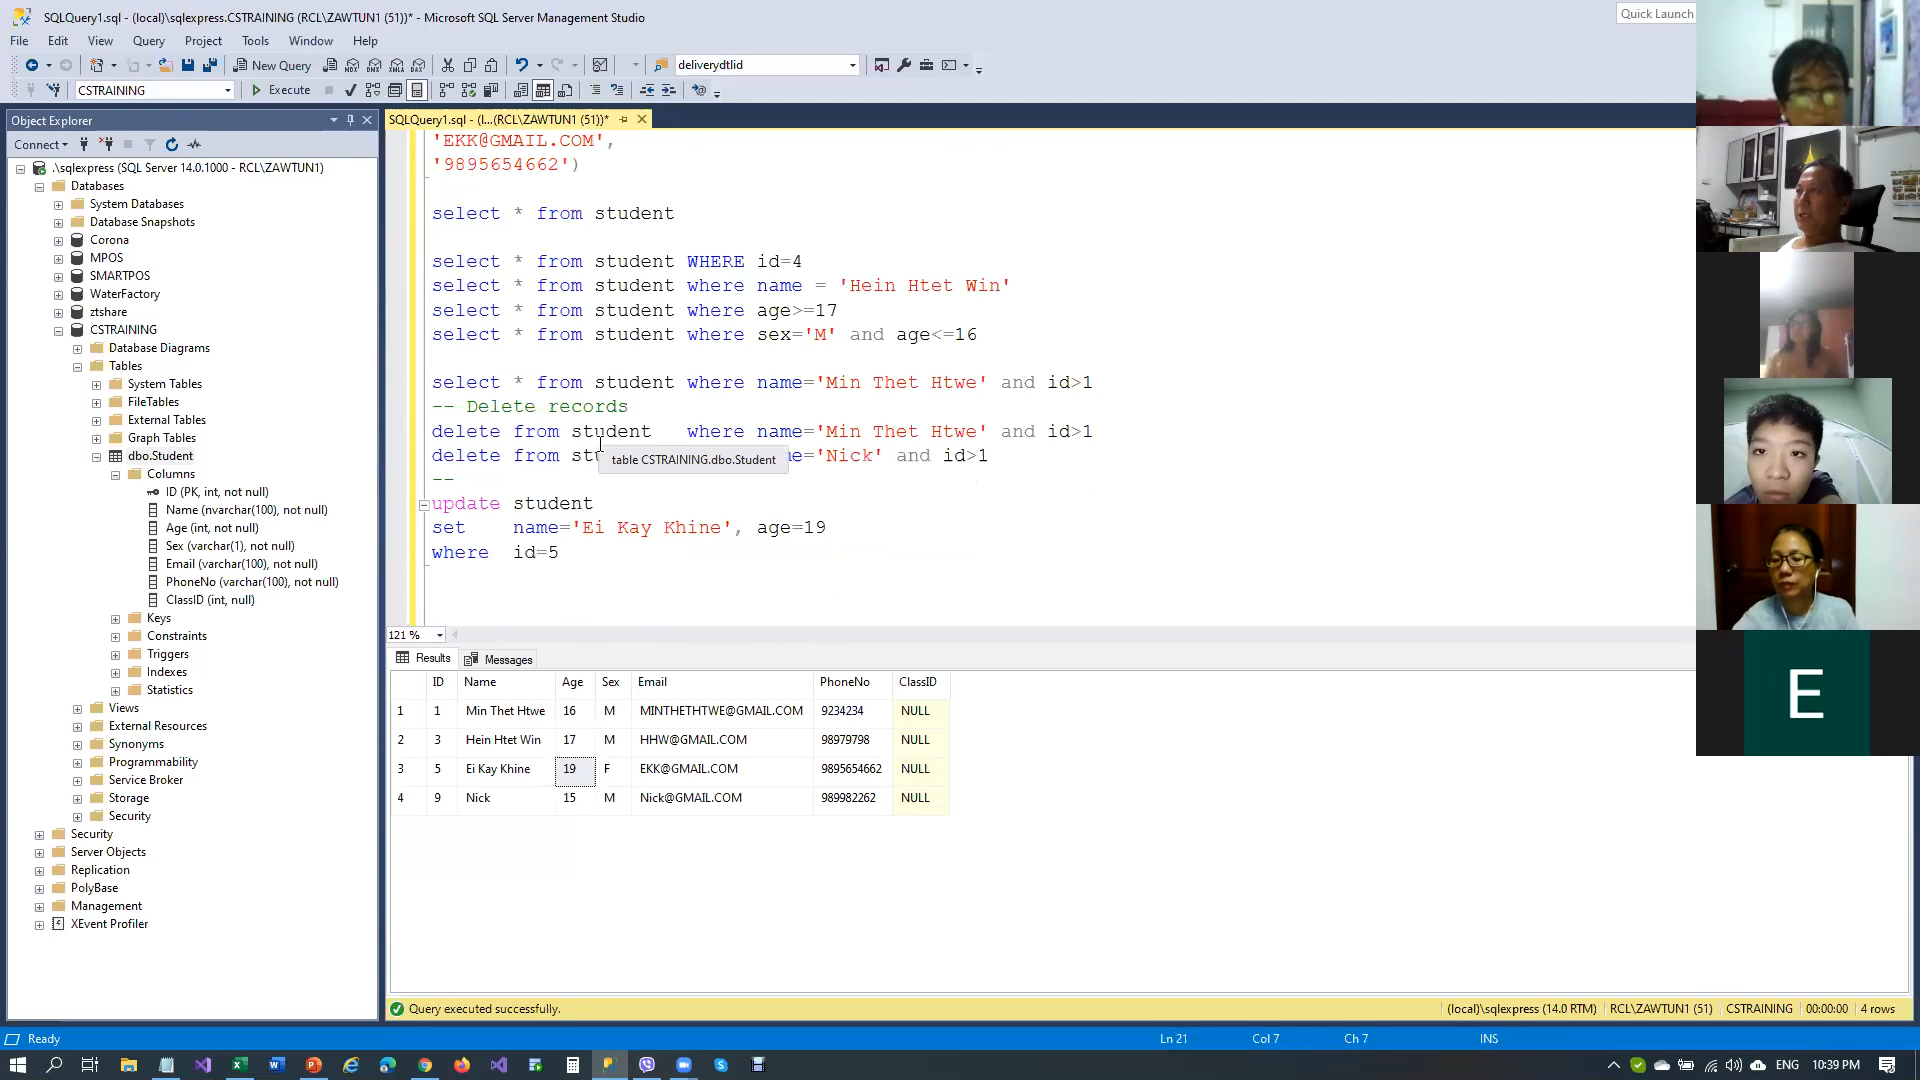 SQLQuery1.sql - (local)\sqlexpress.CSTRAINING (RCL\ZAWTUN1 (51))* - Microsoft SQL Server Management Studio
Quick Launch
File Edit View Query Project Tools Window Help
New Query
deliverydtlid
CSTRAINING
Execute
Object Explorer
Connect
.\sqlexpress (SQL Server 14.0.1000 - RCL\ZAWTUN1)
Databases
System Databases
Database Snapshots
Corona
MPOS
SMARTPOS
WaterFactory
ztshare
CSTRAINING
Database Diagrams
Tables
System Tables
FileTables
External Tables
Graph Tables
dbo.Student
Columns
ID (PK, int, not null)
Name (nvarchar(100), not null)
Age (int, not null)
Sex (varchar(1), not null)
Email (varchar(100), not null)
PhoneNo (varchar(100), not null)
ClassID (int, null)
Keys
Constraints
Triggers
Indexes
Statistics
Views
External Resources
Synonyms
Programmability
Service Broker
Storage
Security
Security
Server Objects
Replication
PolyBase
Management
XEvent Profiler
SQLQuery1.sql - (l...(RCL\ZAWTUN1 (51))*
'EKK@GMAIL.COM',
'9895654662')
select * from student
select * from student WHERE id=4
select * from student where name = 'Hein Htet Win'
select * from student where age>=17
select * from student where sex='M' and age<=16
select * from student where name='Min Thet Htwe' and id>1
-- Delete records
delete from student where name='Min Thet Htwe' and id>1
delete from stu me='Nick' and id>1
table CSTRAINING.dbo.Student
--
update student
set name='Ei Kay Khine', age=19
where id=5
121 %
Results Messages
ID Name Age Sex Email PhoneNo ClassID
1 1 Min Thet Htwe 16 M MINTHETHTWE@GMAIL.COM 9234234 NULL
2 3 Hein Htet Win 17 M HHW@GMAIL.COM 98979798 NULL
3 5 Ei Kay Khine 19 F EKK@GMAIL.COM 9895654662 NULL
4 9 Nick 15 M Nick@GMAIL.COM 989982262 NULL
E
Query executed successfully.
(local)\sqlexpress (14.0 RTM) RCL\ZAWTUN1 (51) CSTRAINING 00:00:00 4 rows
Ready
Ln 21 Col 7 Ch 7 INS
ENG 10:39 PM